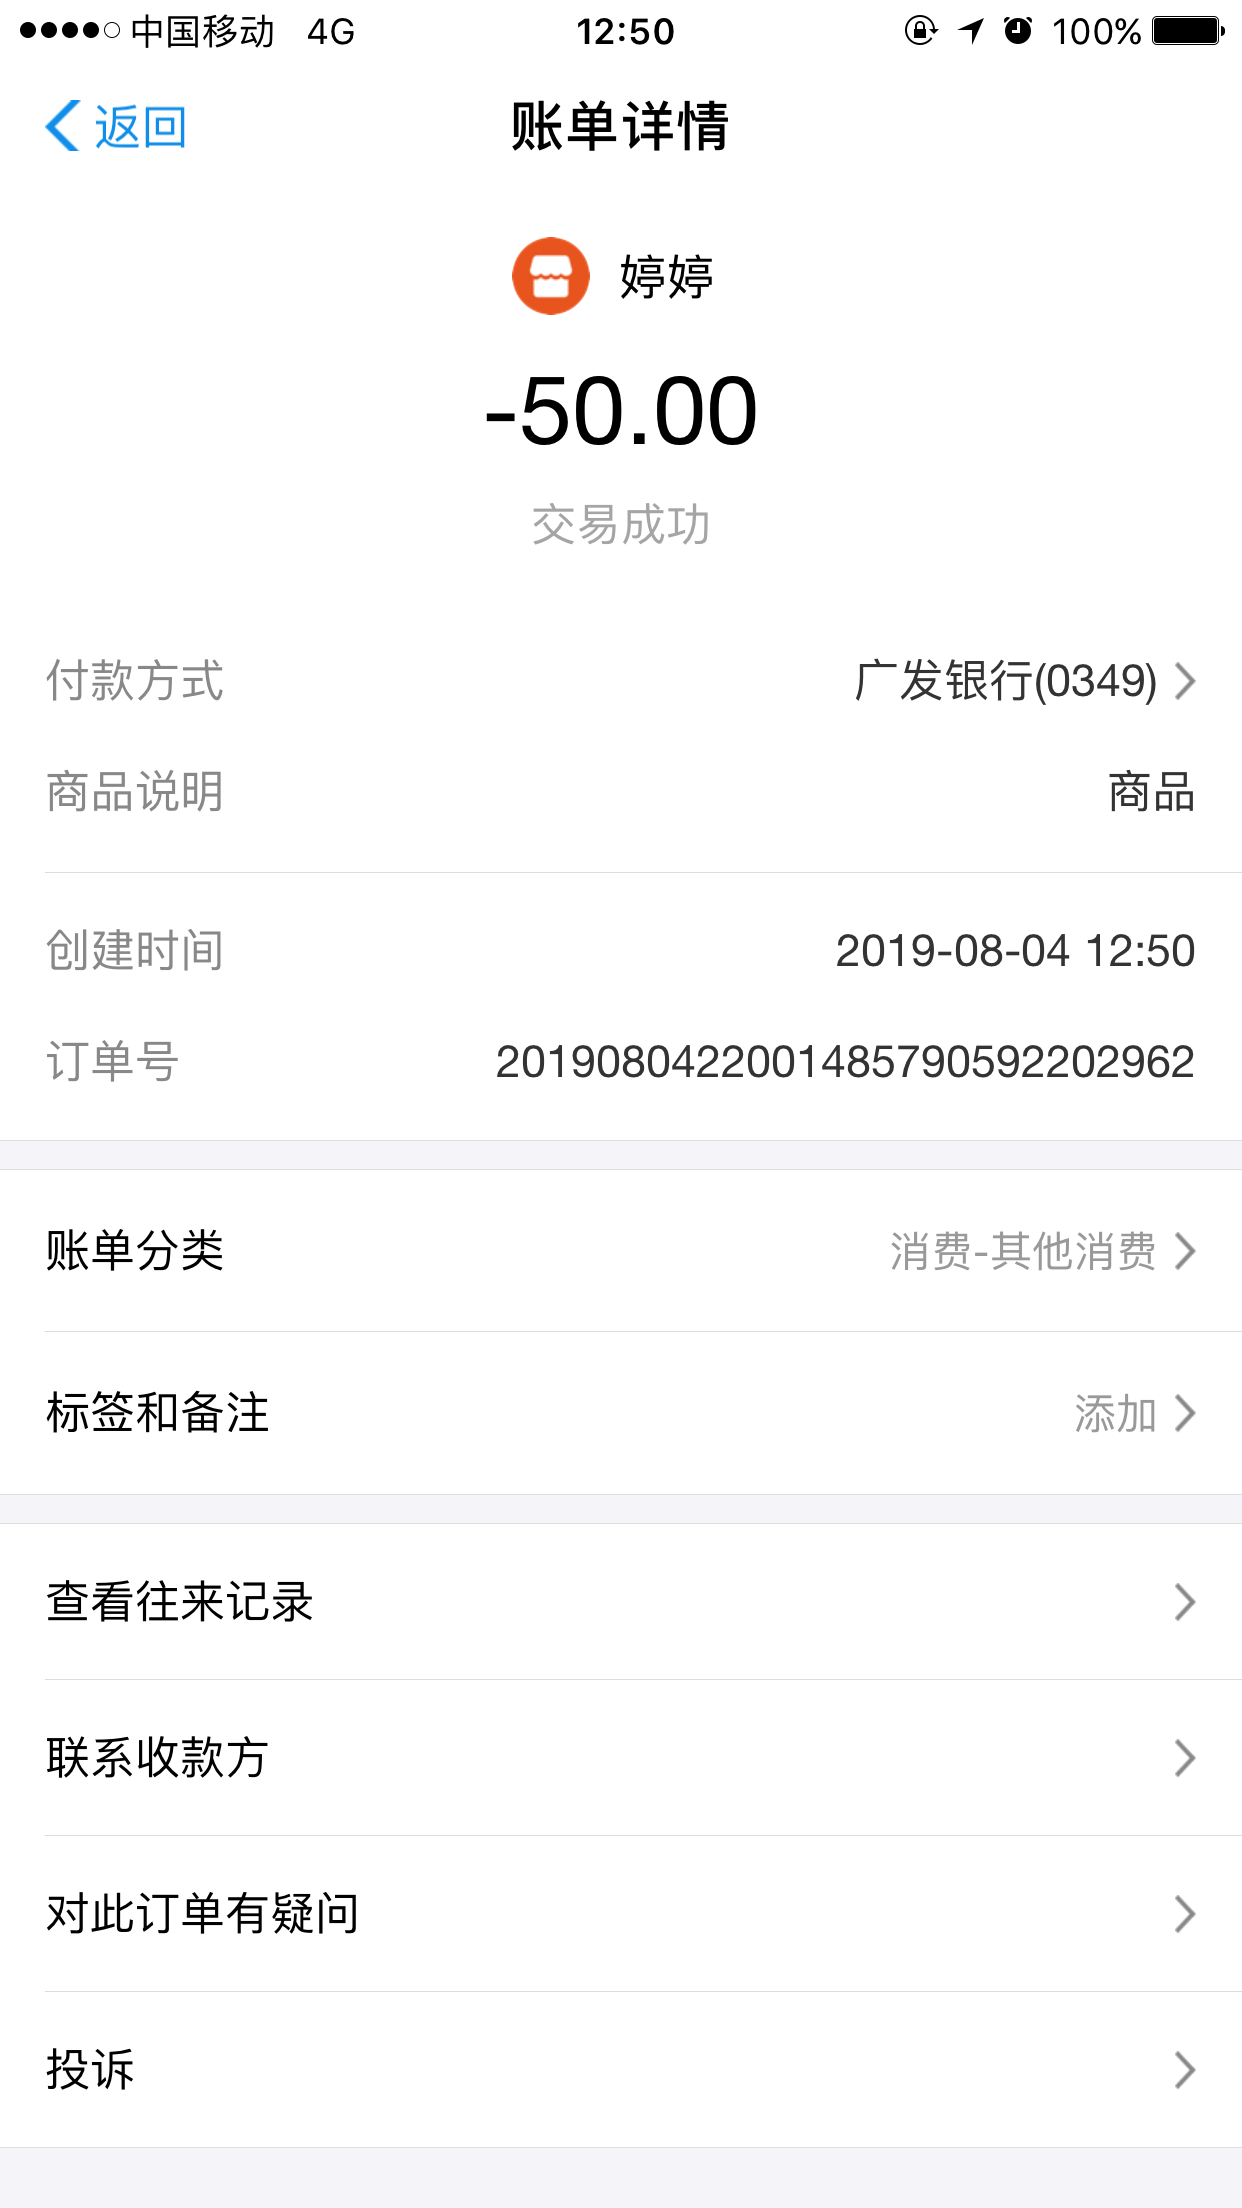 中国移动 4G 12:50 100%
返回 账单详情
婷婷
-50.00
交易成功
付款方式 广发银行(0349)
商品说明 商品
创建时间 2019-08-04 12:50
订单号 2019080422001485790592202962
账单分类 消费-其他消费
标签和备注 添加
查看往来记录
联系收款方
对此订单有疑问
投诉